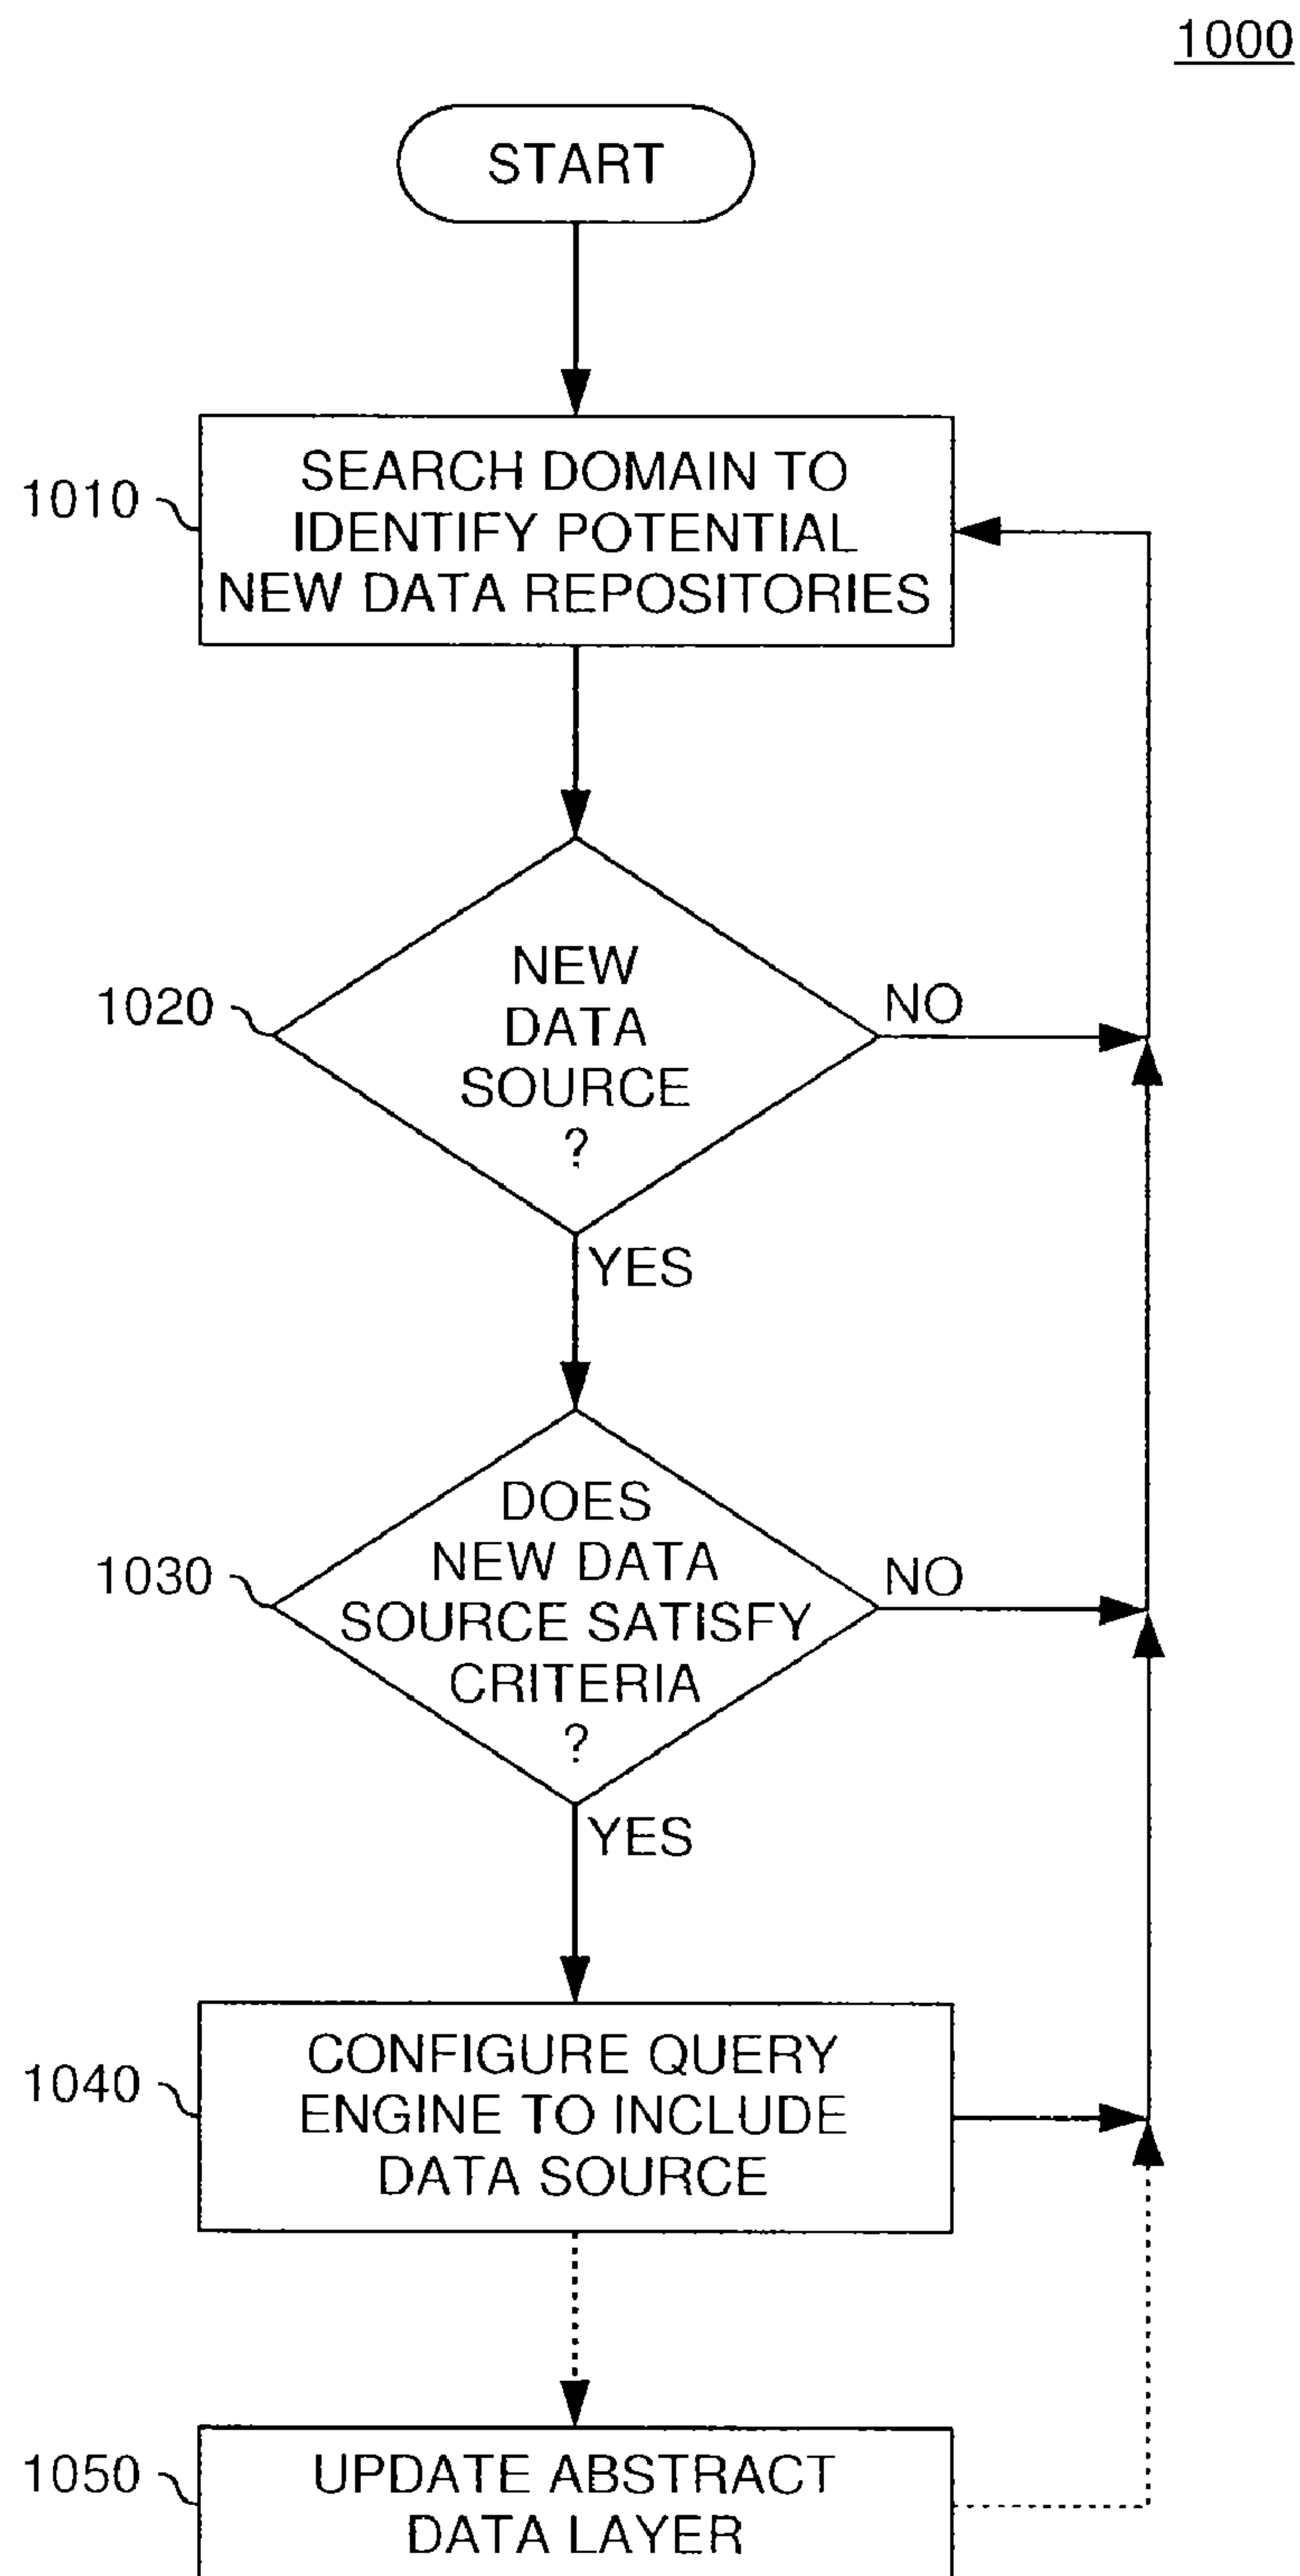 1000
START
1010
SEARCH DOMAIN TO
IDENTIFY POTENTIAL
NEW DATA REPOSITORIES
1020
NEW
DATA
SOURCE
?
NO
YES
1030
DOES
NEW DATA
SOURCE SATISFY
CRITERIA
?
NO
YES
1040
CONFIGURE QUERY
ENGINE TO INCLUDE
DATA SOURCE
1050
UPDATE ABSTRACT
DATA LAYER